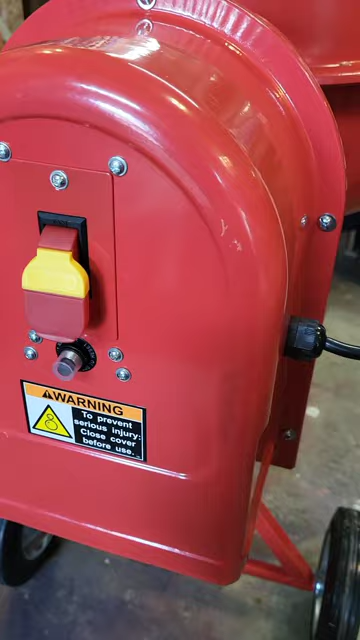 WARNING
To prevent
serious injury:
Close cover
before use.